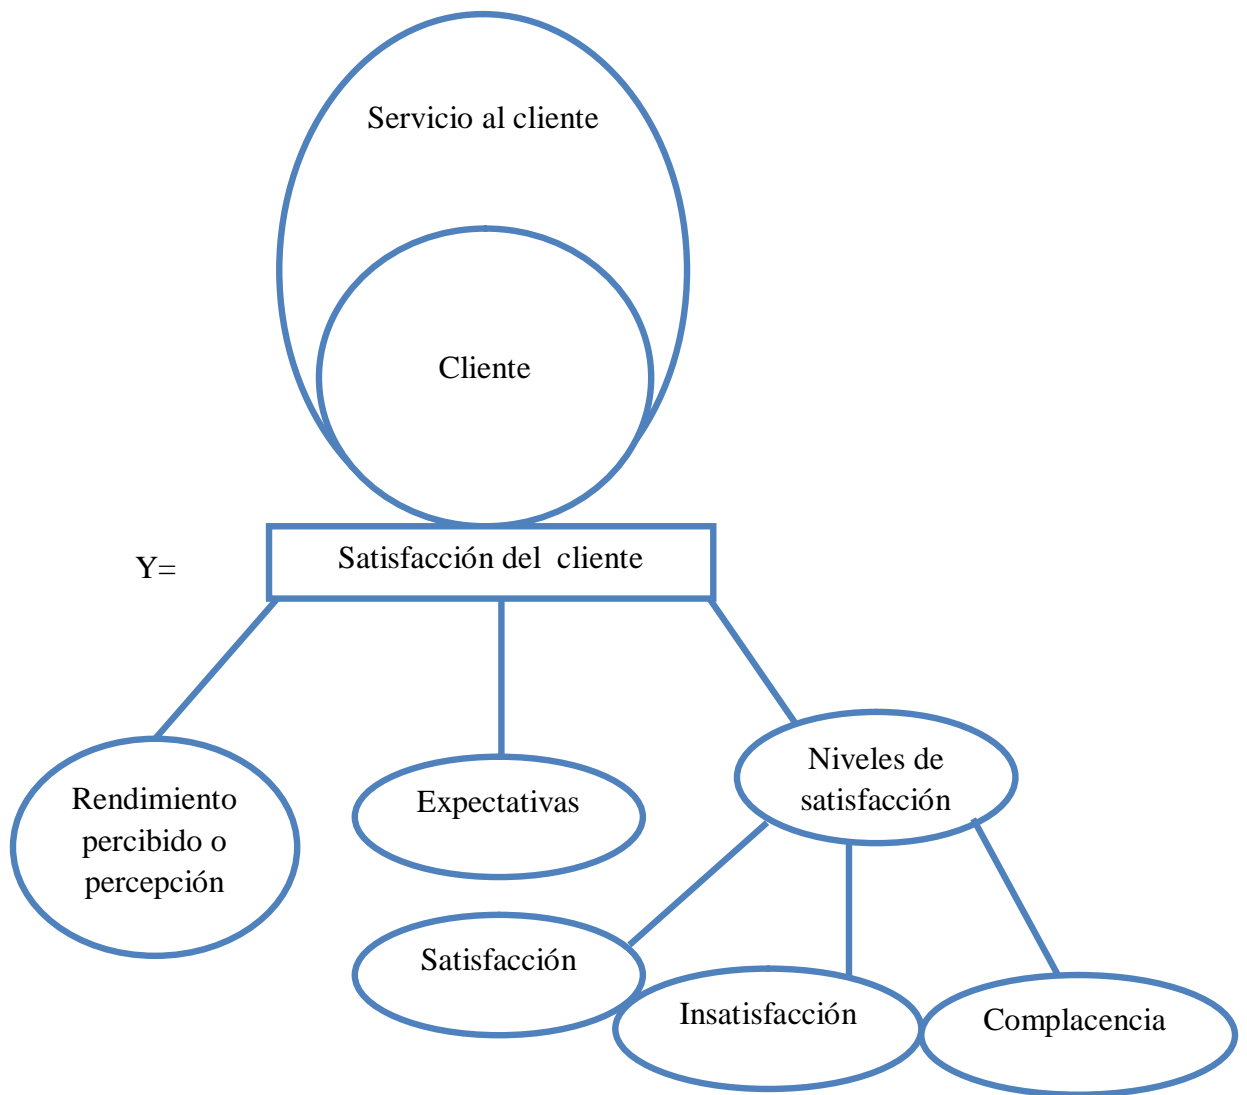 Servicio al cliente
Cliente
Y=
Satisfacción del  cliente
Rendimiento
percibido o
percepción
Expectativas
Niveles de
satisfacción
Satisfacción
Insatisfacción
Complacencia